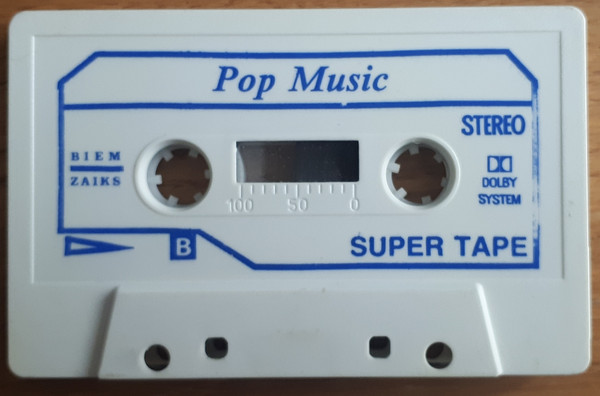 Pop Music
STEREO
BIEM
ZAIKS
DOLBY
SYSTEM
100 50 0
B
SUPER TAPE